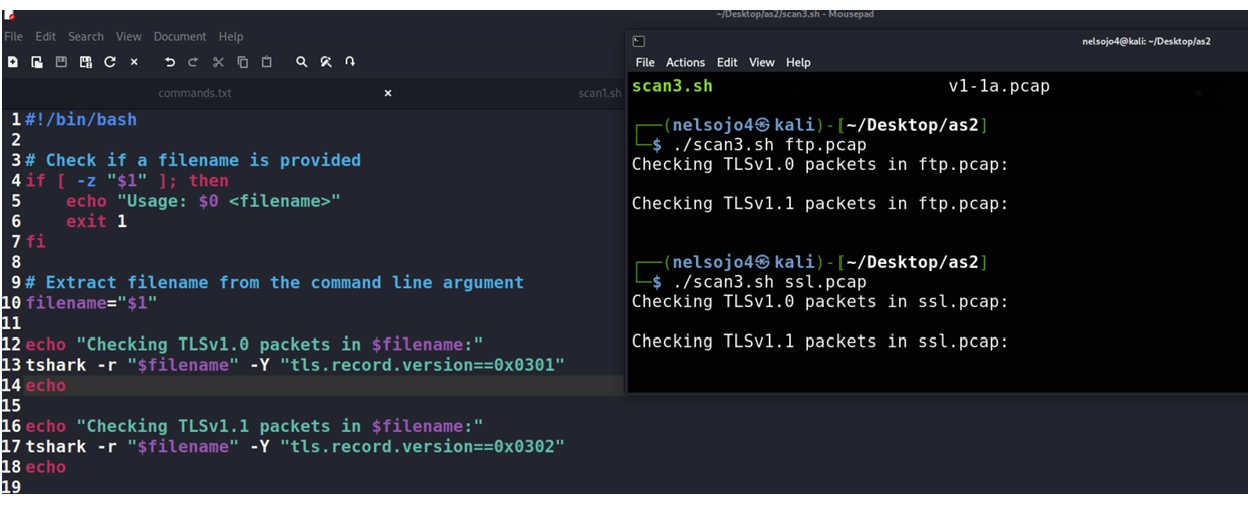 ~/Desktop/as2/scan3.sh - Mousepad
File Edit Search View Document Help
commands.txt × scan1.sh
1 #!/bin/bash
2
3 # Check if a filename is provided
4 if [ -z "$1" ]; then
5 echo "Usage: $0 <filename>"
6 exit 1
7 fi
8
9 # Extract filename from the command line argument
10 filename="$1"
11
12 echo "Checking TLSv1.0 packets in $filename:"
13 tshark -r "$filename" -Y "tls.record.version==0x0301"
14 echo
15
16 echo "Checking TLSv1.1 packets in $filename:"
17 tshark -r "$filename" -Y "tls.record.version==0x0302"
18 echo
19
nelsojo4@kali: ~/Desktop/as2
File Actions Edit View Help
scan3.sh v1-1a.pcap
┌──(nelsojo4㉿kali)-[~/Desktop/as2]
└─$ ./scan3.sh ftp.pcap
Checking TLSv1.0 packets in ftp.pcap:
Checking TLSv1.1 packets in ftp.pcap:
┌──(nelsojo4㉿kali)-[~/Desktop/as2]
└─$ ./scan3.sh ssl.pcap
Checking TLSv1.0 packets in ssl.pcap:
Checking TLSv1.1 packets in ssl.pcap: